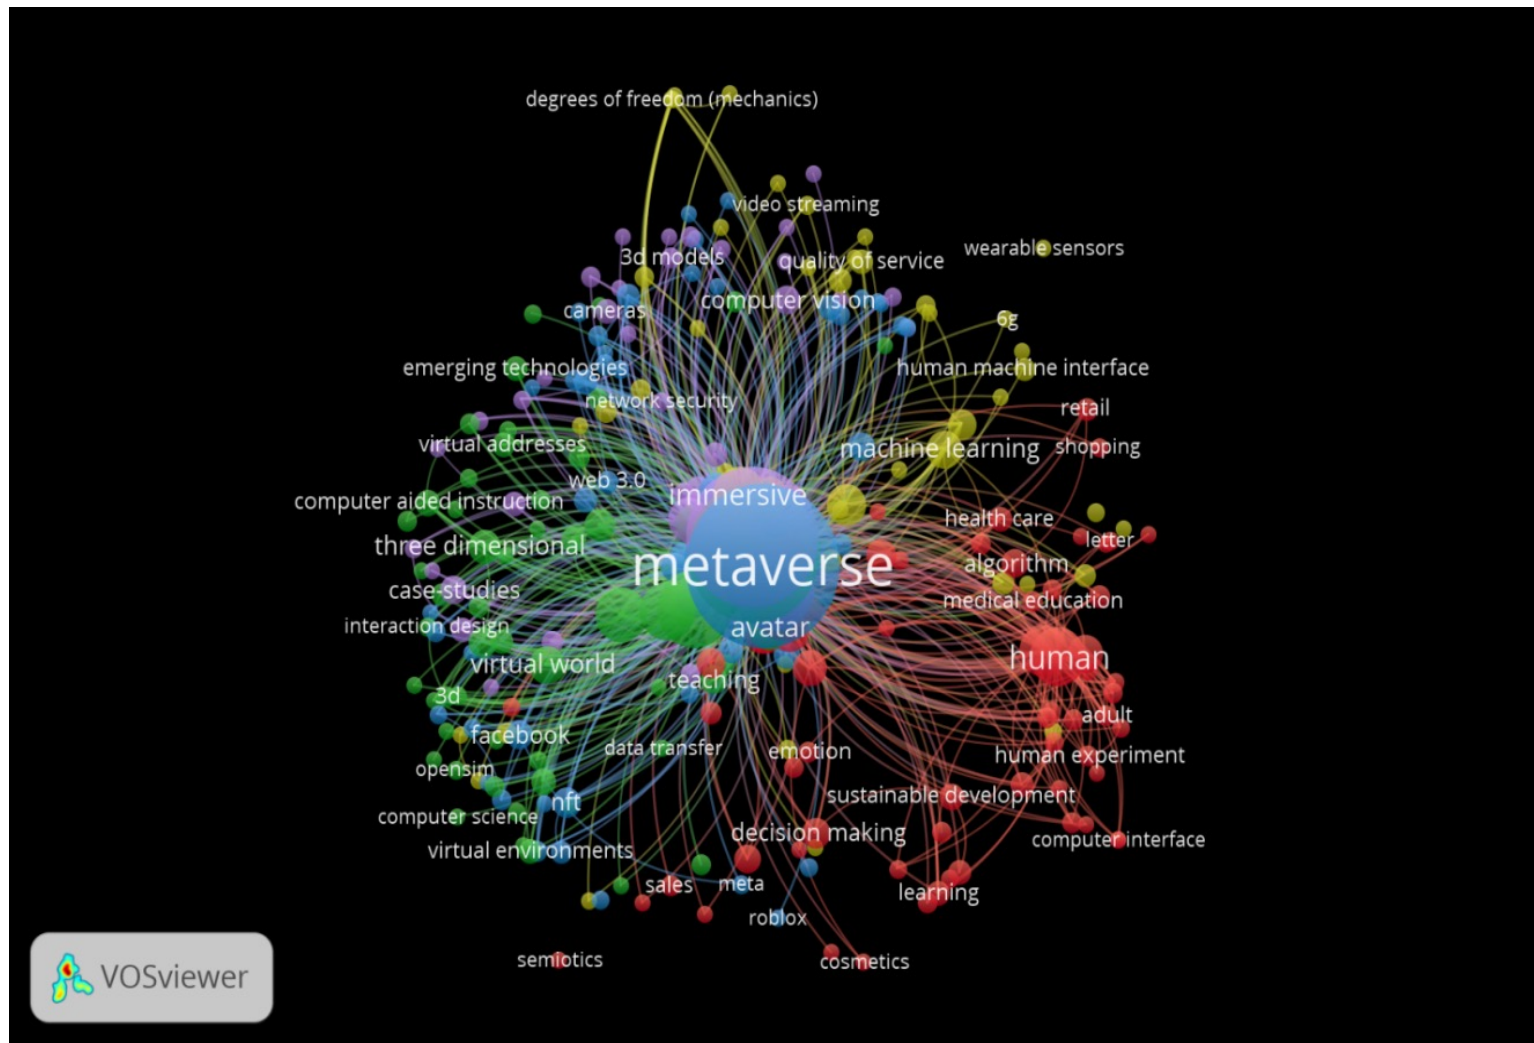 degrees of freedom (mechanics)
video streaming
wearable sensors
3d models
quality of service
computer vision
cameras
6g
emerging technologies
human machine interface
network security
retail
virtual addresses
machine learning
shopping
web 3.0
immersive
computer aided instruction
health care
letter
three dimensional
algorithm
metaverse
case-studies
medical education
interaction design
avatar
human
virtual world
teaching
3d
adult
facebook
data transfer
emotion
human experiment
opensim
sustainable development
nft
computer science
decision making
computer interface
virtual environments
sales
meta
learning
roblox
semiotics
cosmetics
VOSviewer